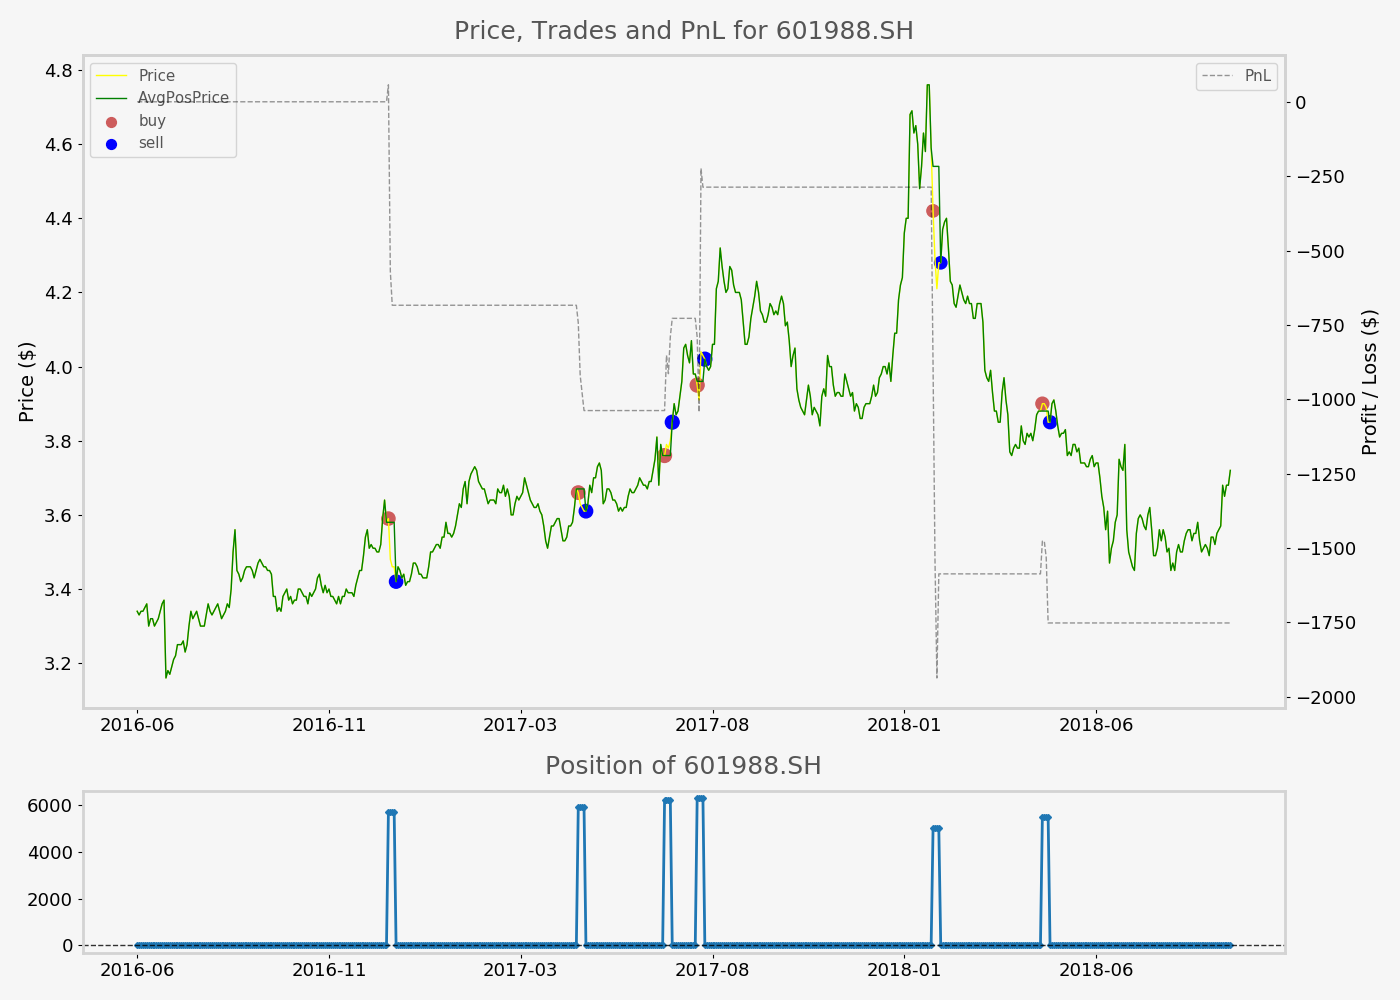 Price, Trades and PnL for 601988.SH
Price ($)
4.8
4.6
4.4
4.2
4.0
3.8
3.6
3.4
3.2
Price
AvgPosPrice
buy
sell
PnL
0
−250
−500
−750
−1000
−1250
−1500
−1750
−2000
Profit / Loss ($)
2016-06 2016-11 2017-03 2017-08 2018-01 2018-06
Position of 601988.SH
6000
4000
2000
0
2016-06 2016-11 2017-03 2017-08 2018-01 2018-06